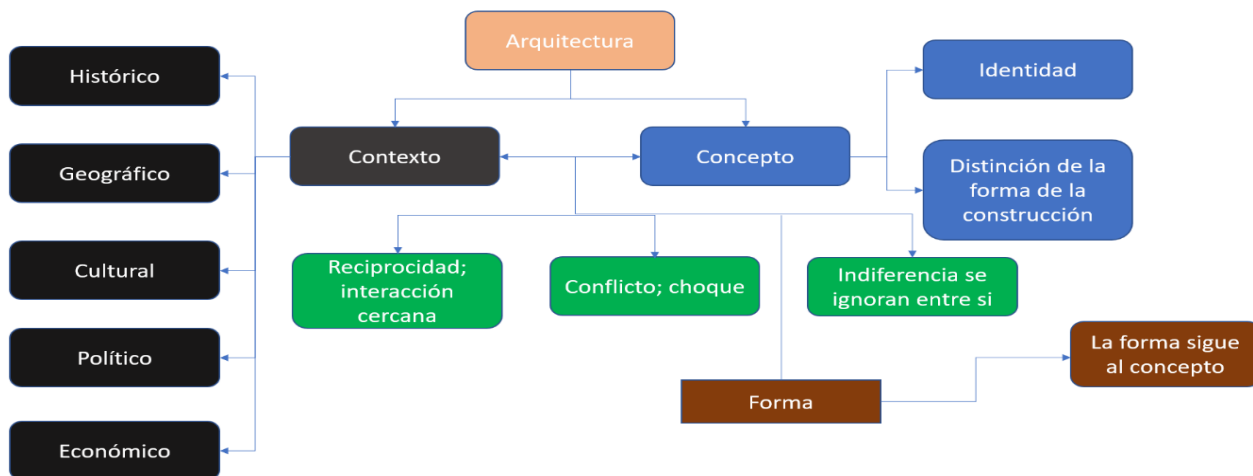 Arquitectura
Contexto
Concepto
Histórico
Geográfico
Cultural
Político
Económico
Identidad
Distinción de la
forma de la
construcción
Reciprocidad;
interacción
cercana
Conflicto; choque
Indiferencia se
ignoran entre si
Forma
La forma sigue
al concepto